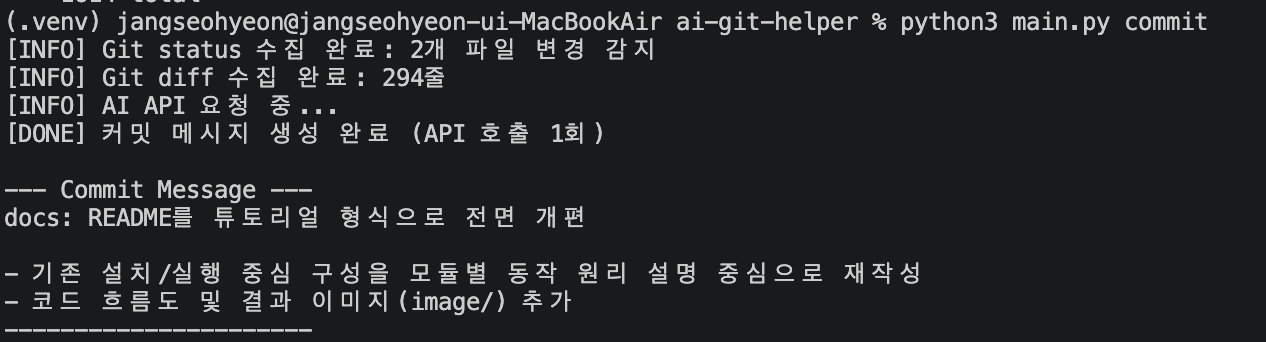 (.venv) jangseohyeon@jangseohyeon-ui-MacBookAir ai-git-helper % python3 main.py commit
[INFO] Git status 수집 완료: 2개 파일 변경 감지
[INFO] Git diff 수집 완료: 294줄
[INFO] AI API 요청 중...
[DONE] 커밋 메시지 생성 완료 (API 호출 1회)
--- Commit Message ---
docs: README를 튜토리얼 형식으로 전면 개편
- 기존 설치/실행 중심 구성을 모듈별 동작 원리 설명 중심으로 재작성
- 코드 흐름도 및 결과 이미지(image/) 추가
----------------------